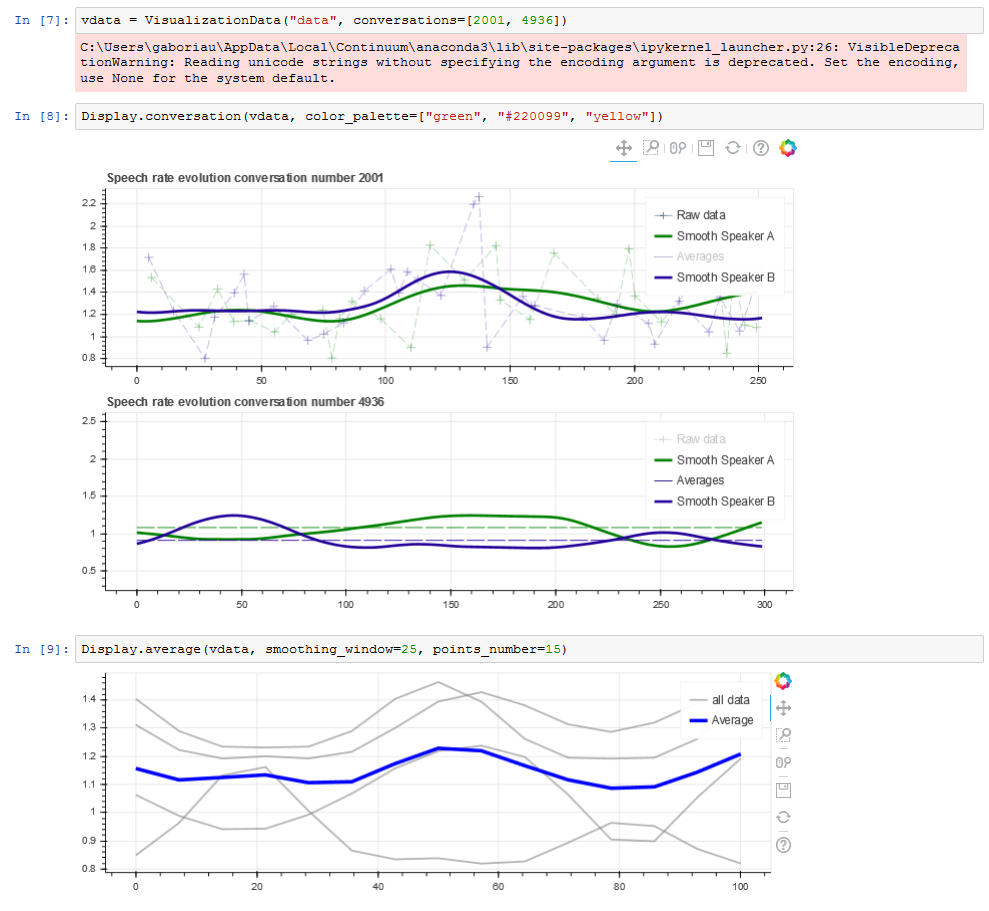 In [7]: vdata = VisualizationData("data", conversations=[2001, 4936])
C:\Users\gaboriau\AppData\Local\Continuum\anaconda3\lib\site-packages\ipykernel_launcher.py:26: VisibleDepreca
tionWarning: Reading unicode strings without specifying the encoding argument is deprecated. Set the encoding,
use None for the system default.
In [8]: Display.conversation(vdata, color_palette=["green", "#220099", "yellow"])
Speech rate evolution conversation number 2001
2.2
2
1.8
1.6
1.4
1.2
1
0.8
Raw data
Smooth Speaker A
Averages
Smooth Speaker B
0 50 100 150 200 250
Speech rate evolution conversation number 4936
2.5
2
1.5
1
0.5
Raw data
Smooth Speaker A
Averages
Smooth Speaker B
0 50 100 150 200 250 300
In [9]: Display.average(vdata, smoothing_window=25, points_number=15)
1.4
1.3
1.2
1.1
1
0.9
0.8
all data
Average
0 20 40 60 80 100